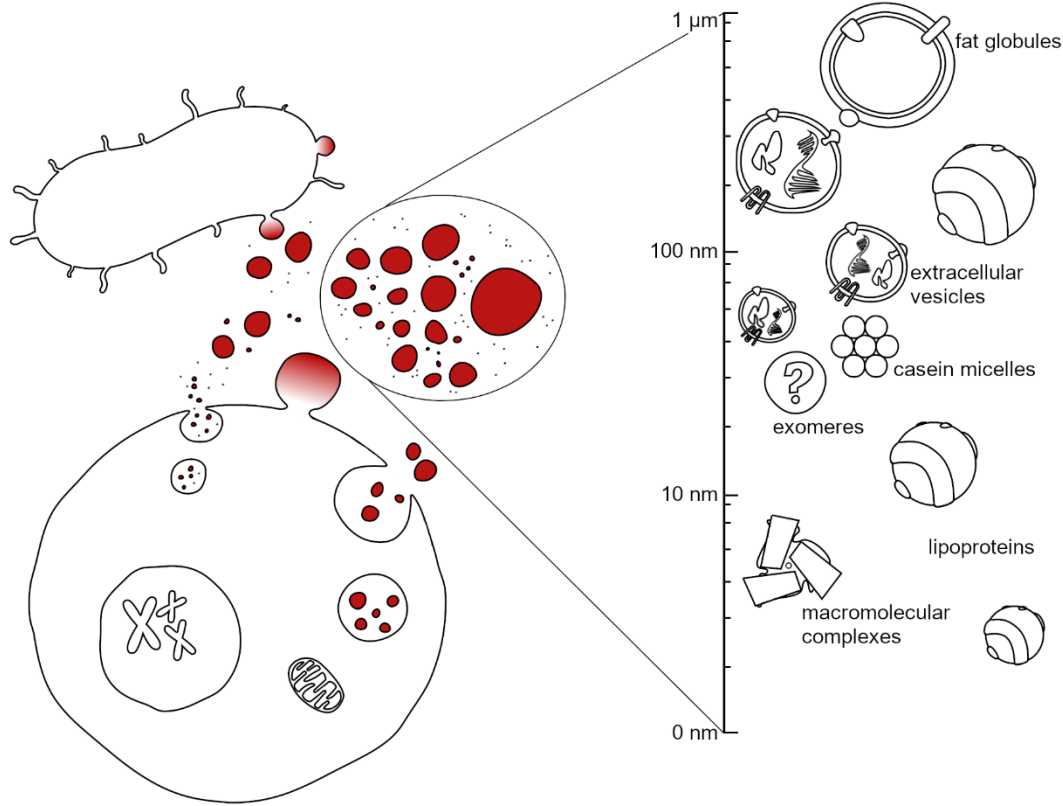 1 µm
fat globules
100 nm
extracellular
vesicles
casein micelles
?
exomeres
10 nm
lipoproteins
macromolecular
complexes
0 nm